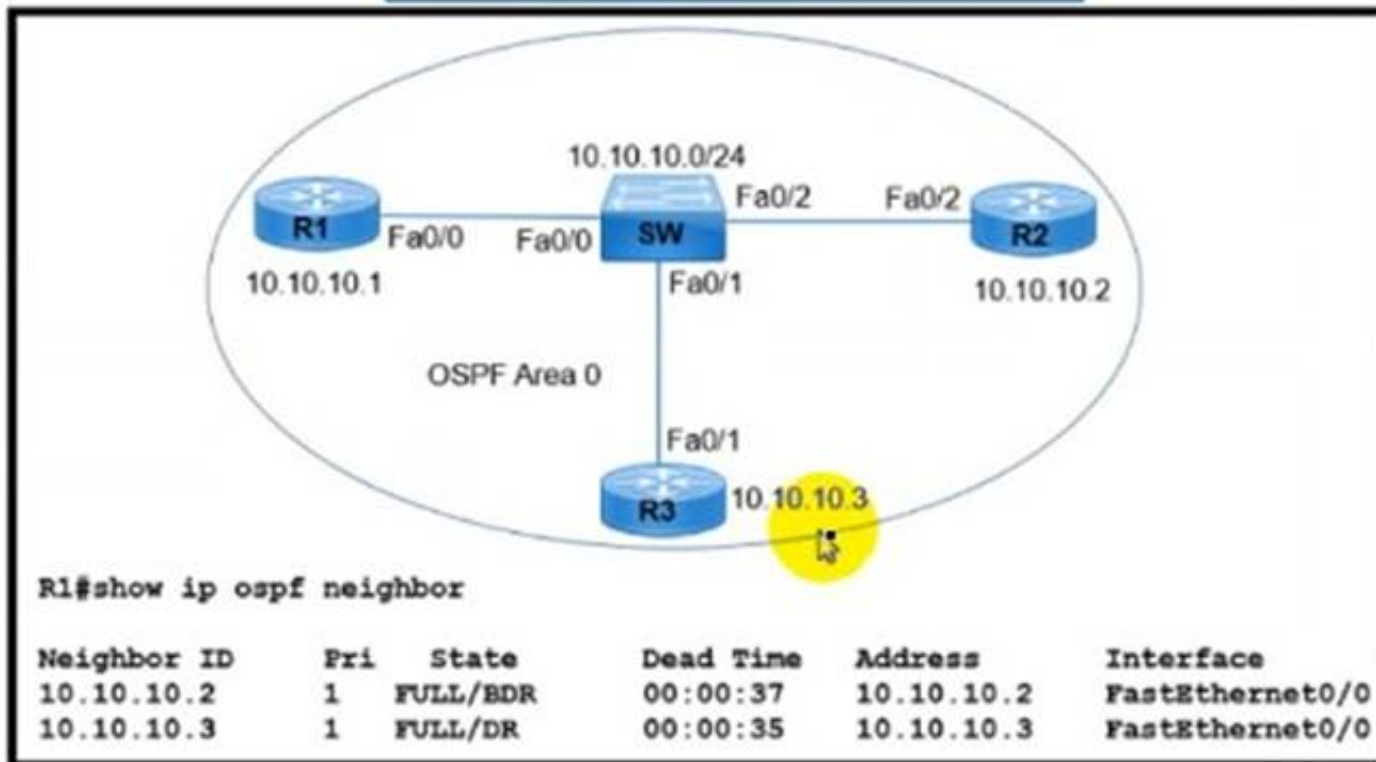 10.10.10.0/24
R1
Fa0/0
Fa0/0
SW
Fa0/2
Fa0/2
R2
10.10.10.1
Fa0/1
10.10.10.2
OSPF Area 0
Fa0/1
R3
10.10.10.3
R1#show ip ospf neighbor
Neighbor ID Pri State Dead Time Address Interface
10.10.10.2 1 FULL/BDR 00:00:37 10.10.10.2 FastEthernet0/0
10.10.10.3 1 FULL/DR 00:00:35 10.10.10.3 FastEthernet0/0